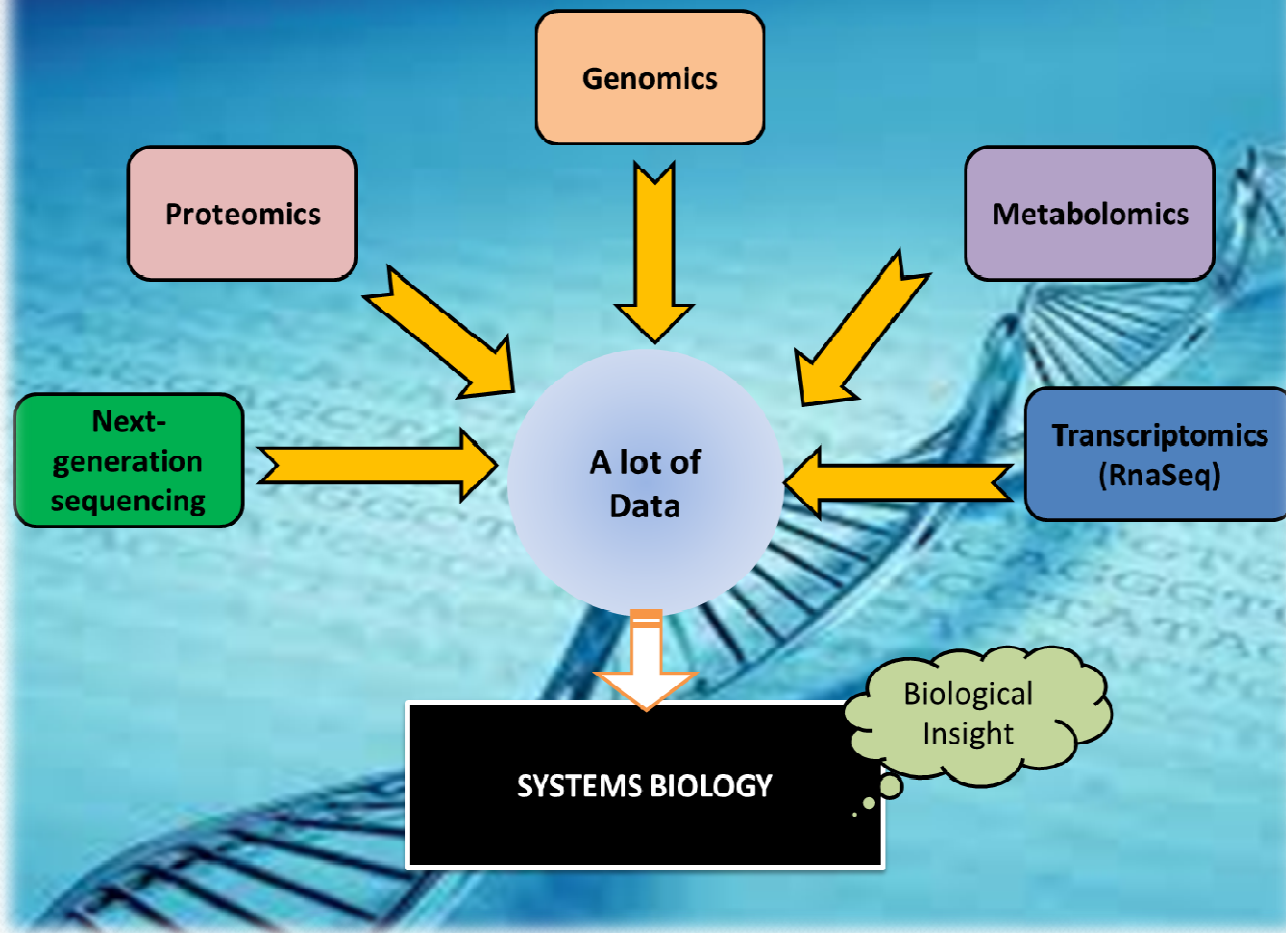 Genomics
Proteomics
Metabolomics
Next-
generation
sequencing
A lot of
Data
Transcriptomics
(RnaSeq)
Biological
Insight
SYSTEMS BIOLOGY